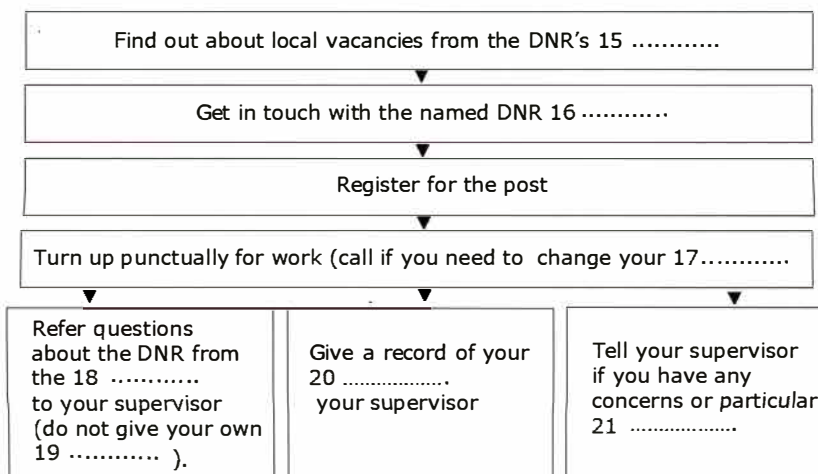 Find out about local vacancies from the DNR's 15 ............
Get in touch with the named DNR 16 ............
Register for the post
Turn up punctually for work (call if you need to change your 17............
Refer questions
about the DNR from
the 18 ............
to your supervisor
(do not give your own
19 ............ ).
Give a record of your
20 ....................
your supervisor
Tell your supervisor
if you have any
concerns or particular
21 ....................